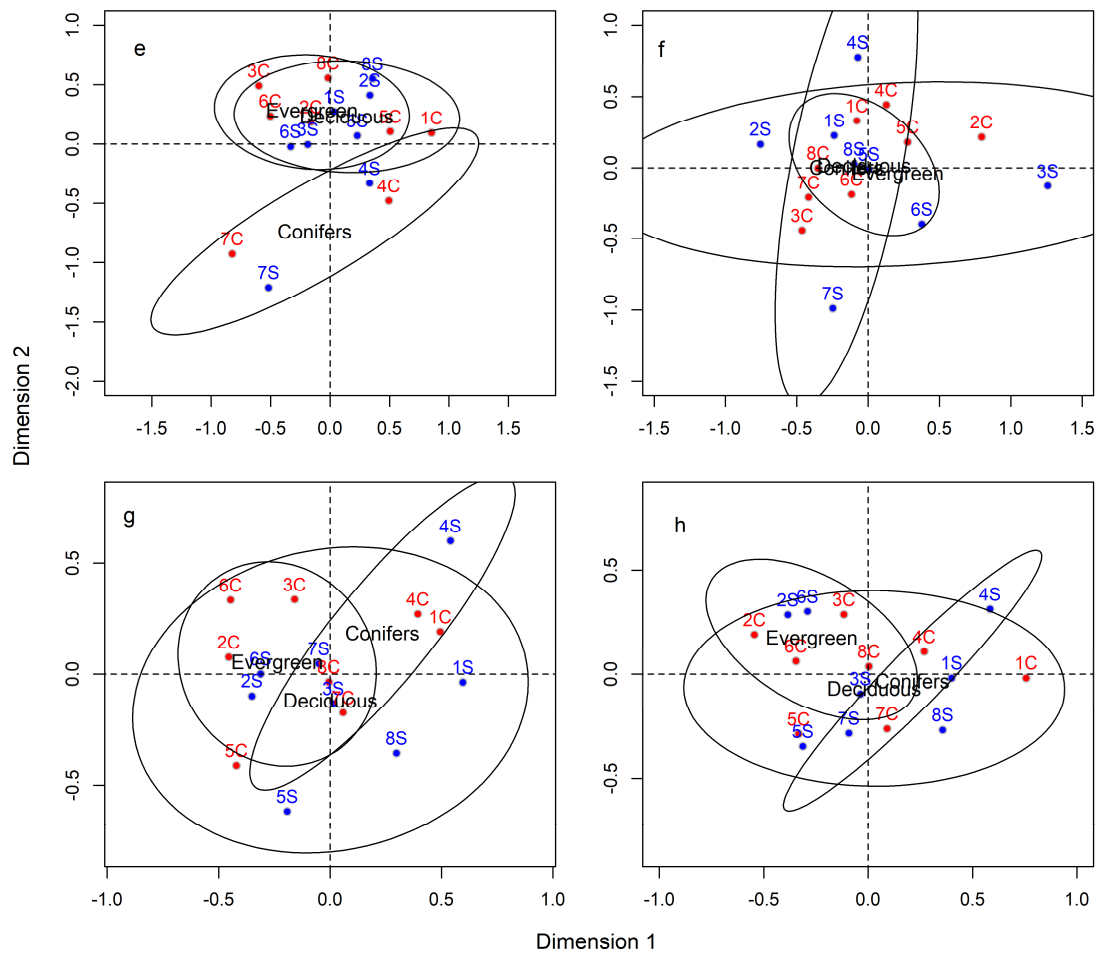 e
8C
8S
3C
2S
6C
2C
1S
Evergreen
Deciduous
5C
1C
6S
3S
5S
4S
4C
Conifers
7C
7S
1.0
0.5
0.0
-0.5
-1.0
-1.5
-2.0
-1.5
-1.0
-0.5
0.0
0.5
1.0
1.5
f
4S
4C
1C
1S
5C
2C
2S
8C
8S
5S
Deciduous
Conifers
Evergreen
3S
7C
6C
3C
6S
7S
1.0
0.5
0.0
-0.5
-1.0
-1.5
-1.5
-1.0
-0.5
0.0
0.5
1.0
1.5
g
4S
6C
3C
4C
1C
Conifers
2C
6S
7S
Evergreen
8C
1S
2S
3S
7C
Deciduous
8S
5C
5S
0.5
0.0
-0.5
-1.0
-0.5
0.0
0.5
1.0
h
4S
2S
6S
3C
2C
Evergreen
4C
6C
8C
1S
1C
3S
Conifers
Deciduous
5C
5S
7S
7C
8S
0.5
0.0
-0.5
-1.0
-0.5
0.0
0.5
1.0
Dimension 2
Dimension 1